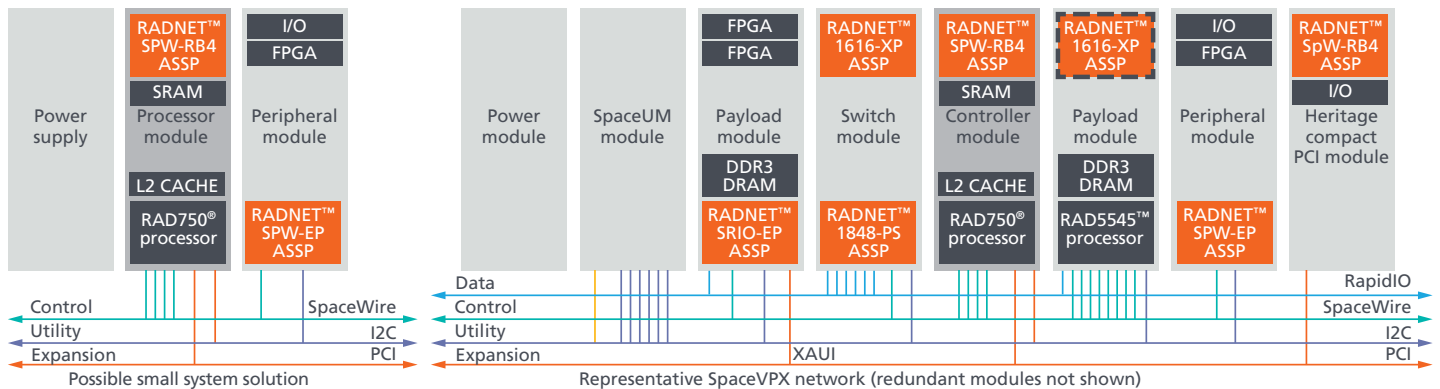 Power
supply
RADNET™
SPW-RB4
ASSP
SRAM
Processor
module
L2 CACHE
RAD750®
processor
I/O
FPGA
Peripheral
module
RADNET™
SPW-EP
ASSP
Control
SpaceWire
Utility
I2C
Expansion
PCI
Possible small system solution
Power
module
SpaceUM
module
FPGA
FPGA
Payload
module
DDR3
DRAM
RADNET™
SRIO-EP
ASSP
RADNET™
1616-XP
ASSP
Switch
module
RADNET™
1848-PS
ASSP
RADNET™
SPW-RB4
ASSP
SRAM
Controller
module
L2 CACHE
RAD750®
processor
RADNET™
1616-XP
ASSP
Payload
module
DDR3
DRAM
RAD5545™
processor
I/O
FPGA
Peripheral
module
RADNET™
SPW-EP
ASSP
RADNET™
SpW-RB4
ASSP
I/O
Heritage
compact
PCI module
Data
RapidIO
Control
SpaceWire
Utility
I2C
Expansion
XAUI
PCI
Representative SpaceVPX network (redundant modules not shown)